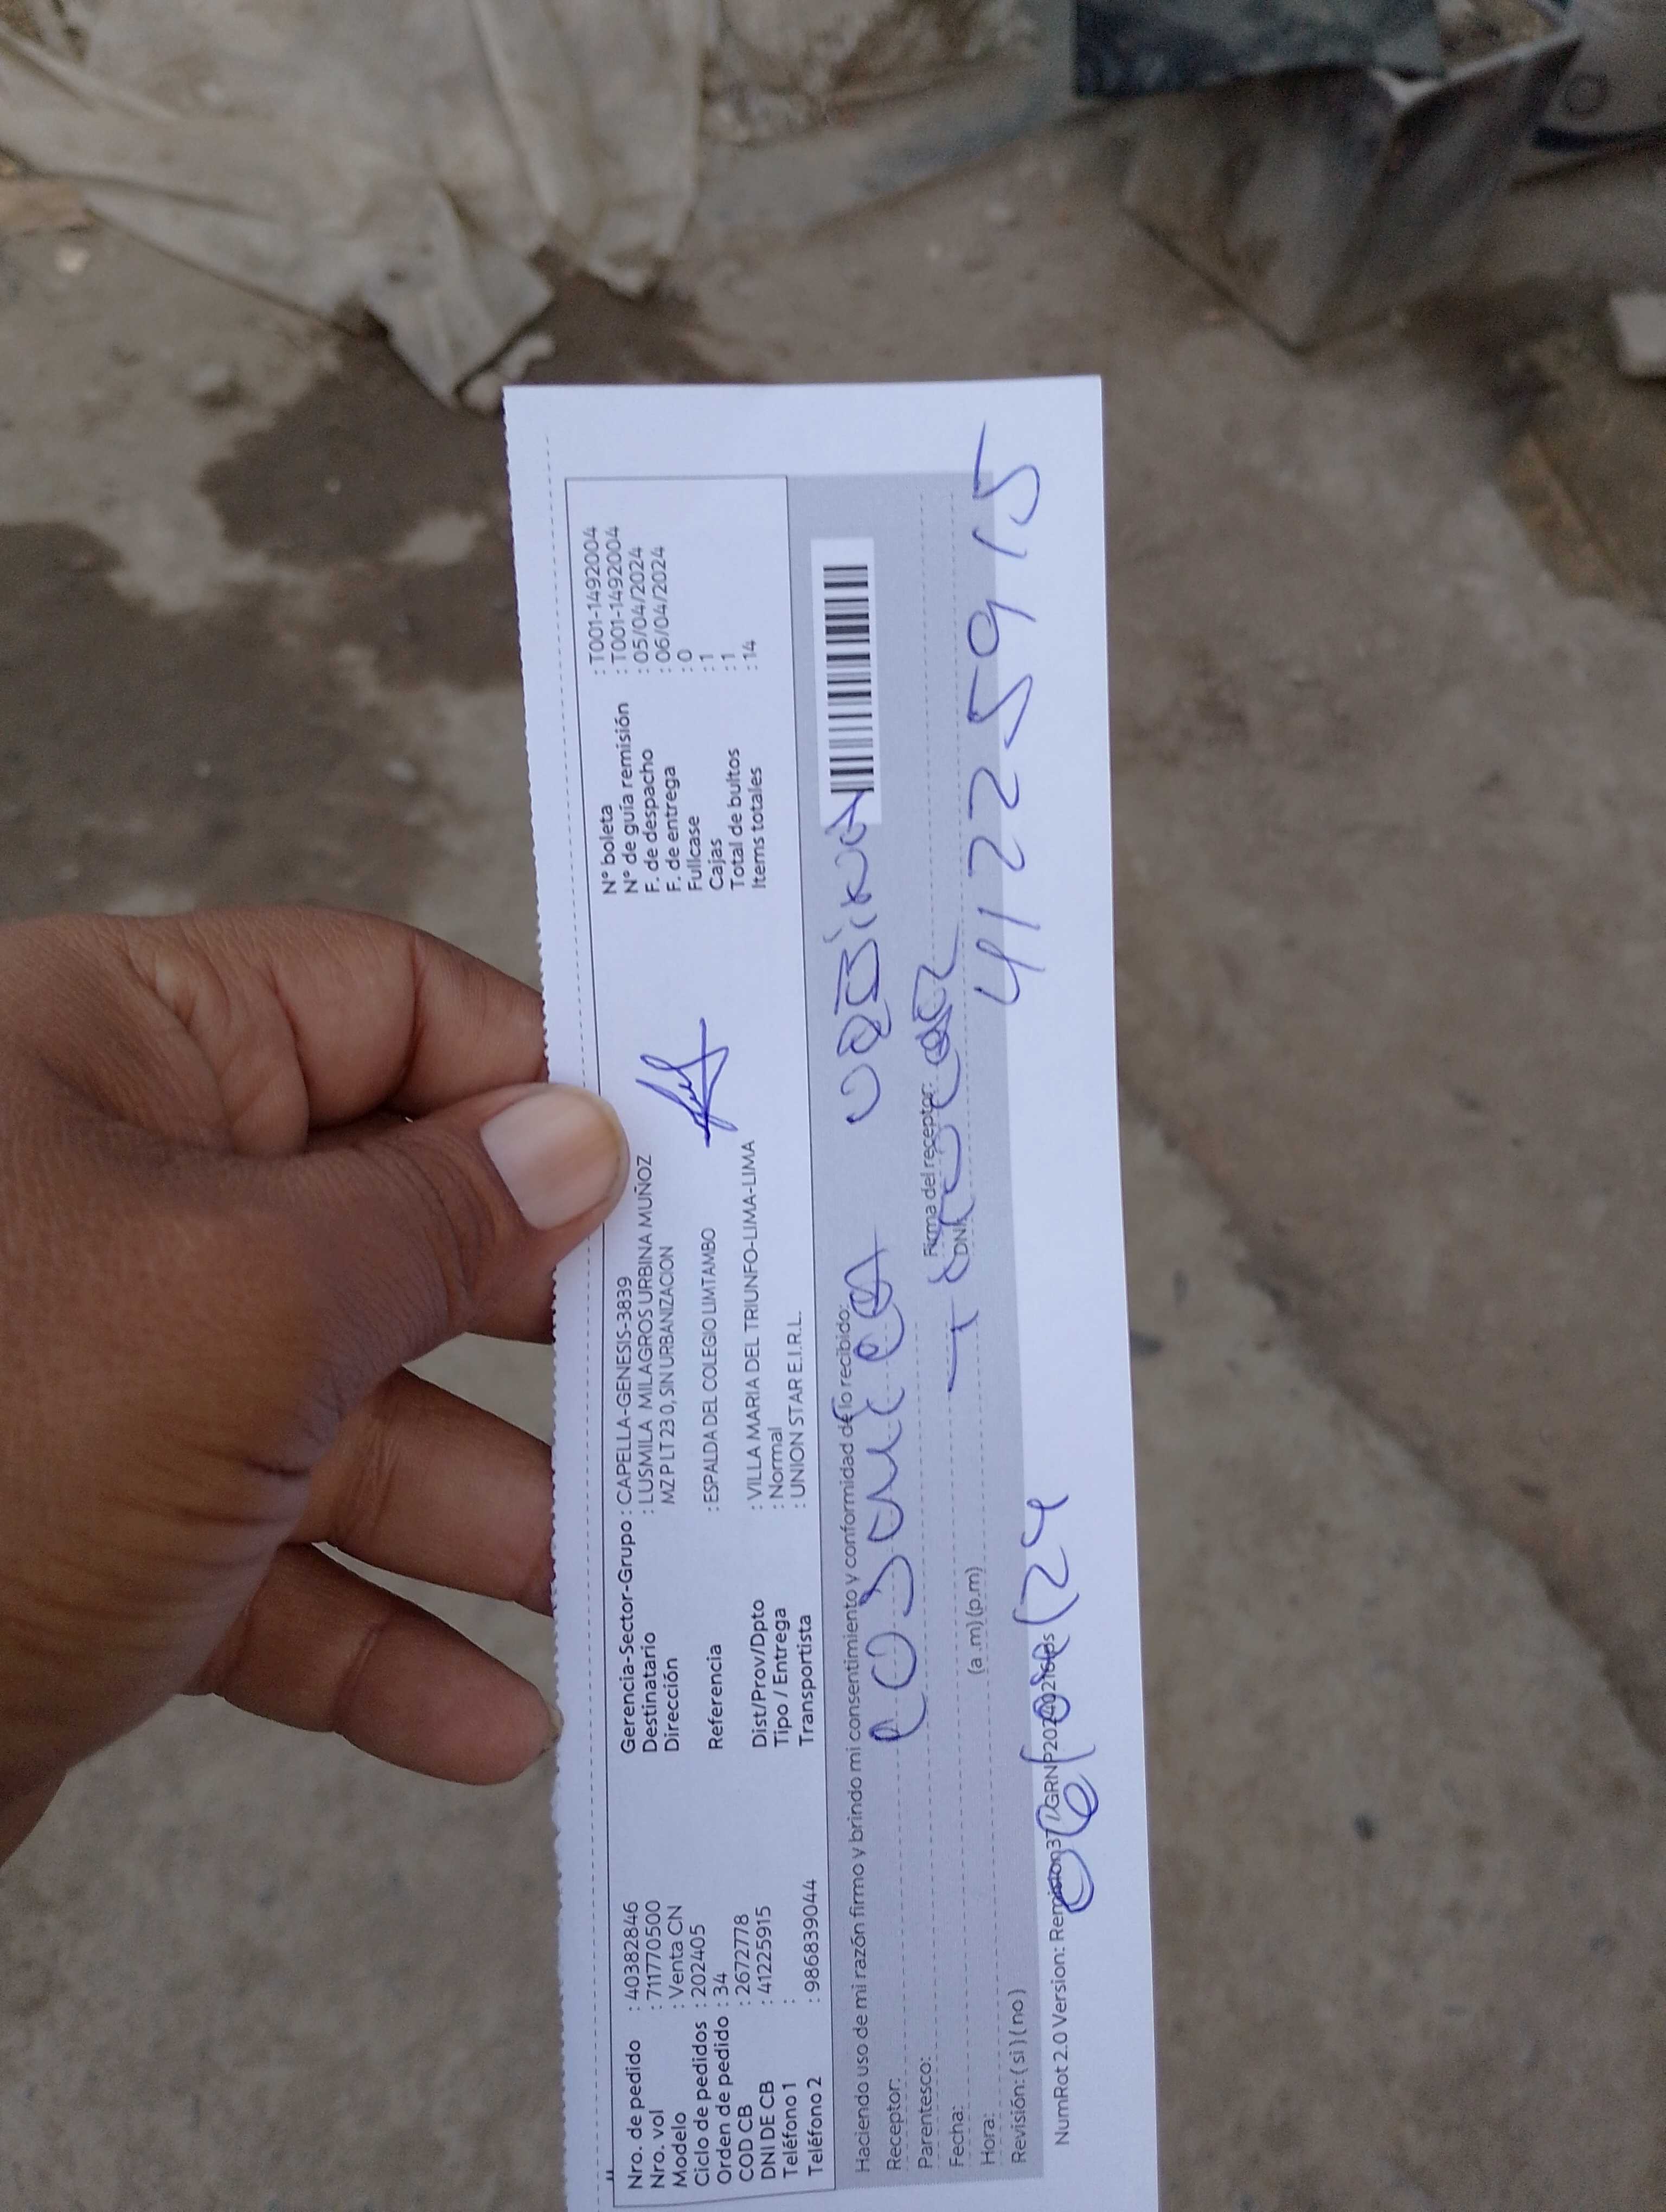 Nro. de pedido : 40382846
Nro. vol : 711770500
Modelo : Venta CN
Ciclo de pedidos : 202405
Orden de pedido : 34
COD CB : 2672778
DNI DE CB : 41225915
Teléfono 1 :
Teléfono 2 : 986839044
Gerencia-Sector-Grupo : CAPELLA-GENESIS-3839
Destinatario : LUSMILA MILAGROS URBINA MUÑOZ
Dirección MZ P LT 23 0, SIN URBANIZACION
Referencia : ESPALDA DEL COLEGIO LIMTAMBO
Dist/Prov/Dpto : VILLA MARIA DEL TRIUNFO-LIMA-LIMA
Tipo / Entrega : Normal
Transportista : UNION STAR E.I.R.L.
N° boleta : T001-1492004
N° de guía remisión : T001-1492004
F. de despacho : 05/04/2024
F. de entrega : 06/04/2024
Fullcase : 0
Cajas : 1
Total de bultos : 1
Items totales : 14
Haciendo uso de mi razón firmo y brindo mi consentimiento y conformidad de lo recibido:
Receptor: URBINA
Parentesco:
Firma del receptor:
Fecha:
DNI
41225915
Hora: (a.m) (p.m)
Revisión: ( si ) ( no )
24
NumRot 2.0 Version: